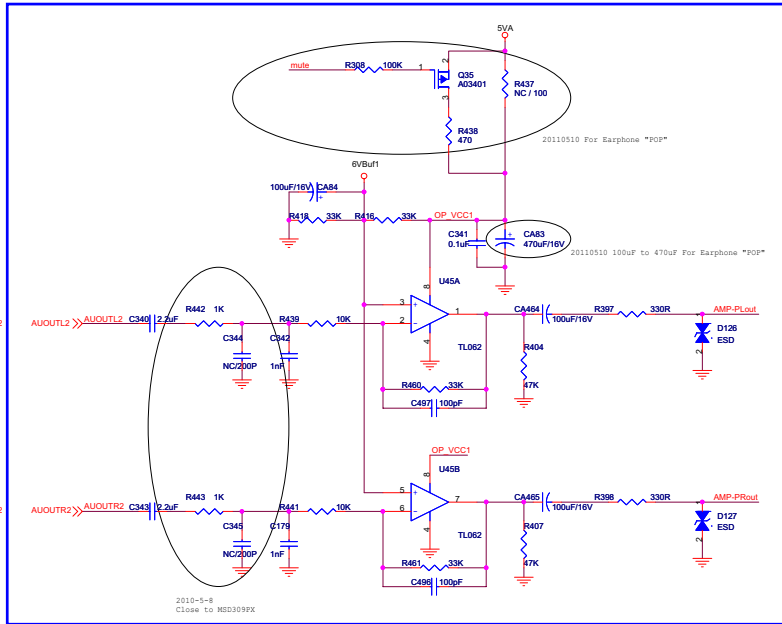 5VA
mute
R308
100K
1
2
3
Q35
A03401
R437
NC / 100
R438
470
20110510 For Earphone "POP"
6VBuf1
100uF/16V
CA84
R418
33K
R416
33K
OP_VCC1
C341
0.1uF
CA83
470uF/16V
20110510 100uF to 470uF For Earphone "POP"
U45A
8
3
2
1
4
TL062
AUOUTL2
AUOUTL2
C340
2.2uF
R442
1K
R439
10K
C344
NC/200P
C342
1nF
R460
33K
C497
100pF
R404
47K
CA464
100uF/16V
R397
330R
AMP-PLout
D126
ESD
2
OP_VCC1
U45B
8
5
6
7
4
TL062
AUOUTR2
AUOUTR2
C343
2.2uF
R443
1K
R441
10K
C345
NC/200P
C179
1nF
R461
33K
C496
100pF
R407
47K
CA465
100uF/16V
R398
330R
AMP-PRout
D127
ESD
2
2010-5-8
Close to MSD309PX